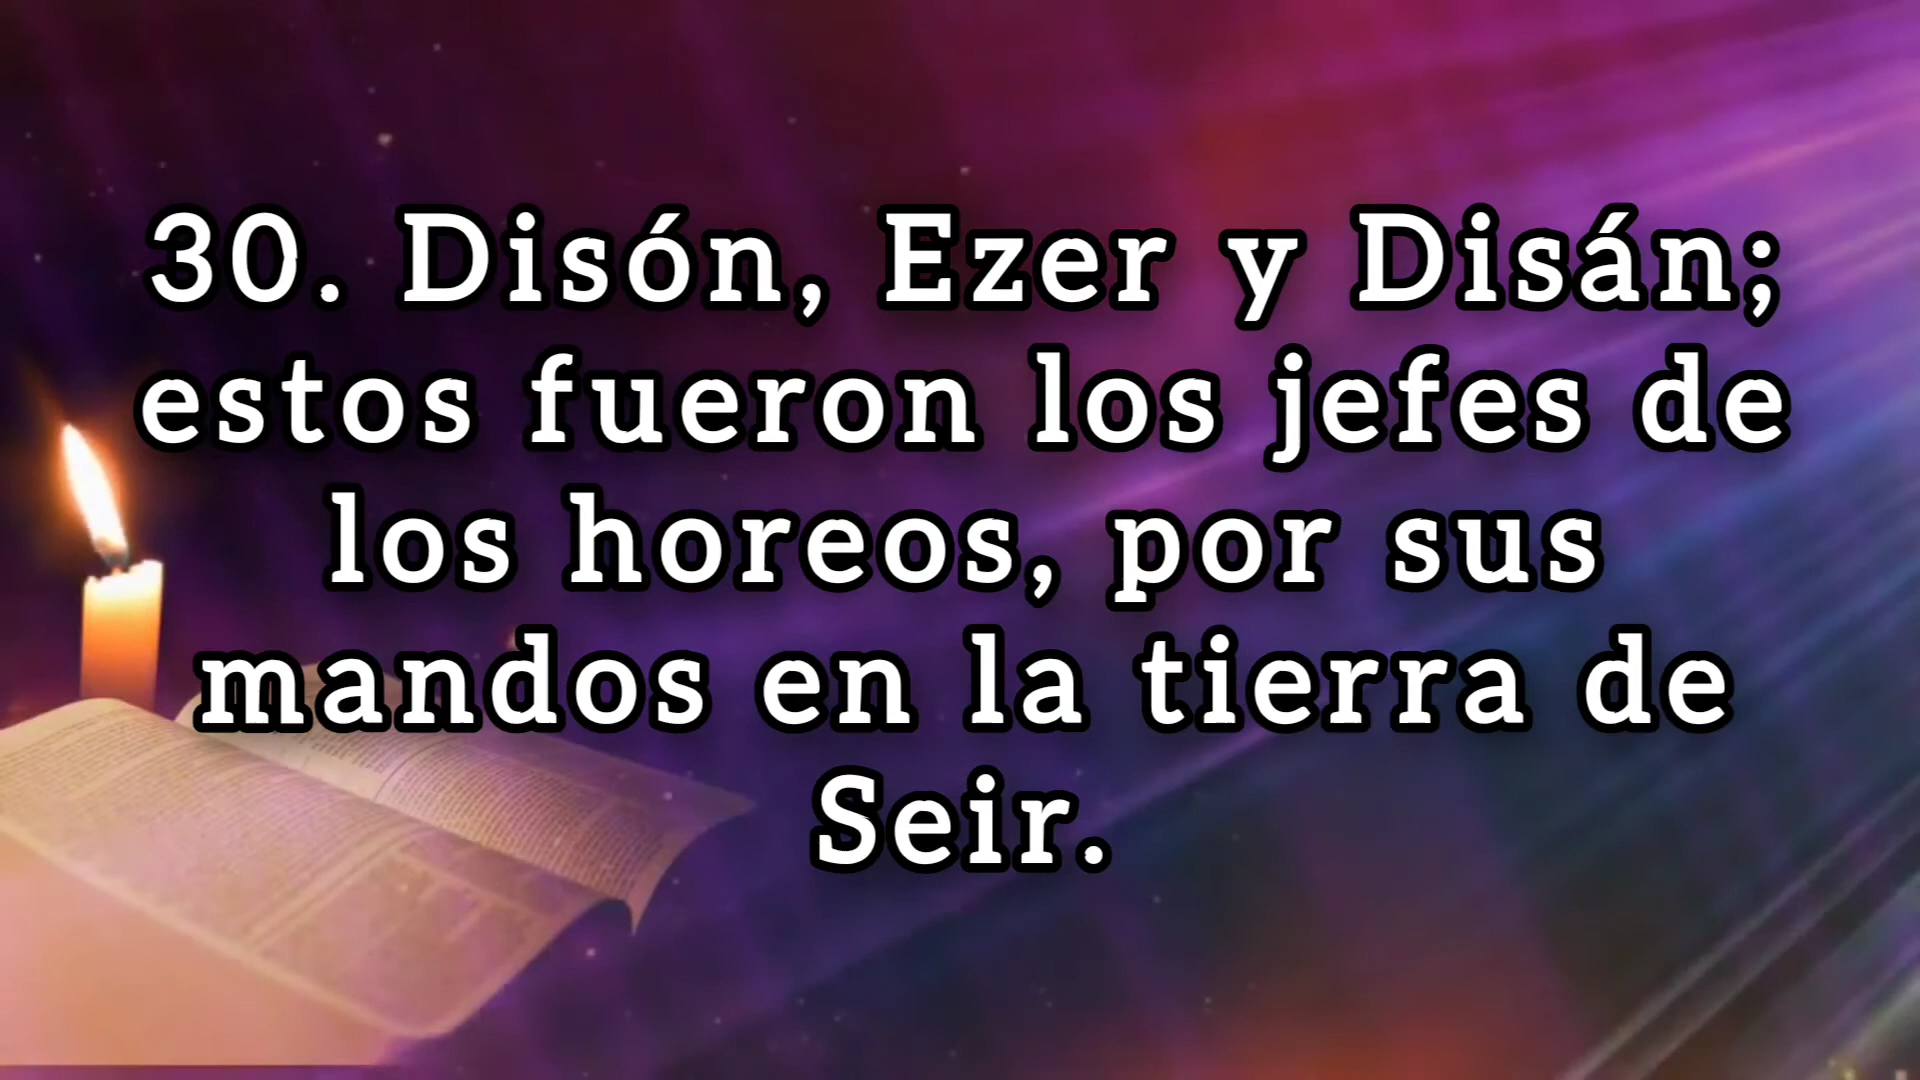 30. Disón, Ezer y Disán;
estos fueron los jefes de
los horeos, por sus
mandos en la tierra de
Seir.